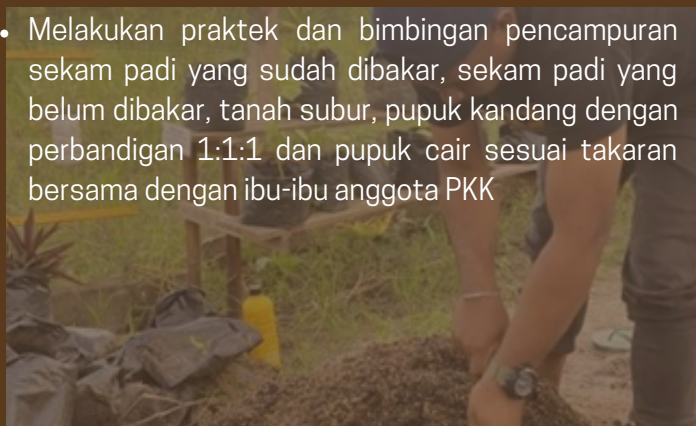 • Melakukan praktek dan bimbingan pencampuran
sekam padi yang sudah dibakar, sekam padi yang
belum dibakar, tanah subur, pupuk kandang dengan
perbandigan 1:1:1 dan pupuk cair sesuai takaran
bersama dengan ibu-ibu anggota PKK